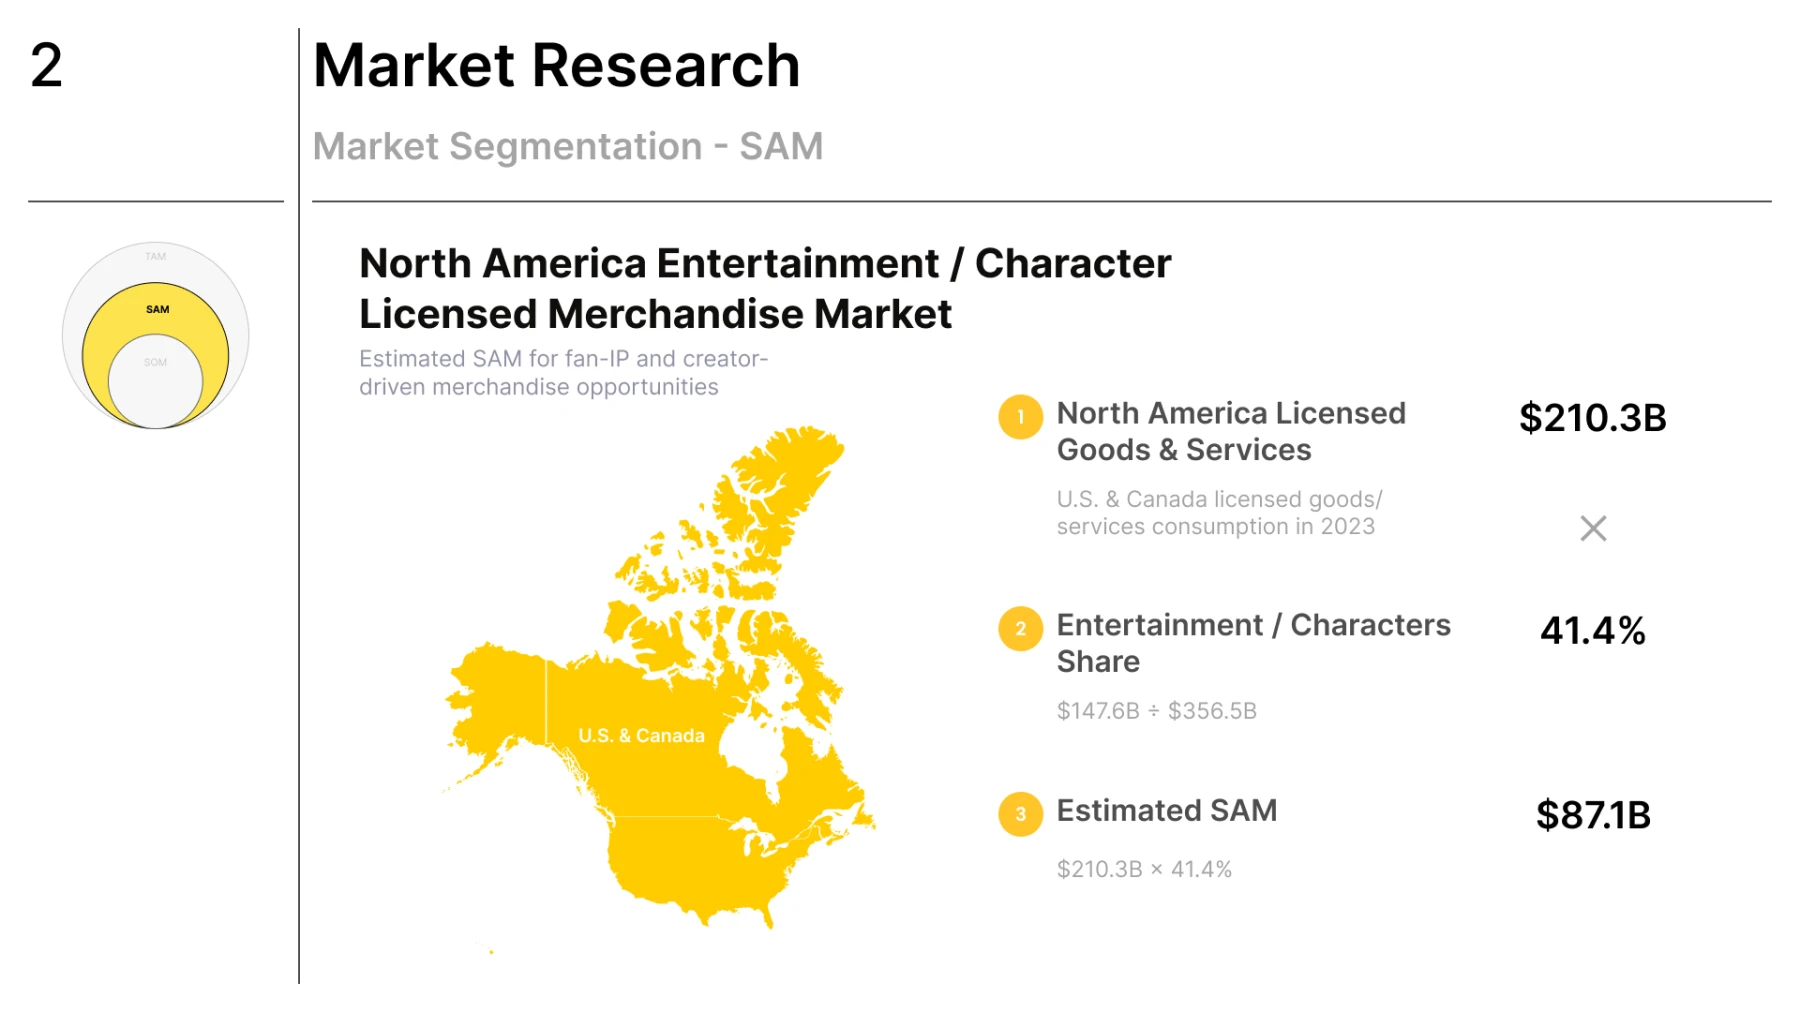 2
Market Research
Market Segmentation - SAM
TAM
SAM
SOM
North America Entertainment / Character
Licensed Merchandise Market
Estimated SAM for fan-IP and creator-
driven merchandise opportunities
U.S. & Canada
1
North America Licensed
Goods & Services
$210.3B
U.S. & Canada licensed goods/
services consumption in 2023
×
2
Entertainment / Characters
Share
41.4%
$147.6B ÷ $356.5B
3
Estimated SAM
$87.1B
$210.3B × 41.4%